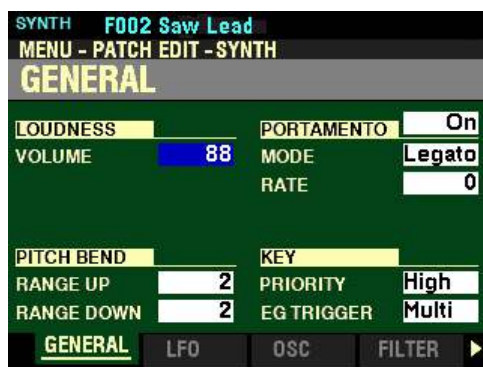 SYNTH F002 Saw Lead
MENU - PATCH EDIT - SYNTH
GENERAL
LOUDNESS
VOLUME 88
PORTAMENTO On
MODE Legato
RATE 0
PITCH BEND
RANGE UP 2
RANGE DOWN 2
KEY
PRIORITY High
EG TRIGGER Multi
GENERAL LFO OSC FILTER